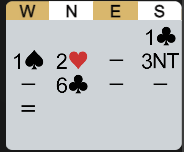 W N E S
1♣
1♠ 2♥ – 3NT
– 6♣ – –
=